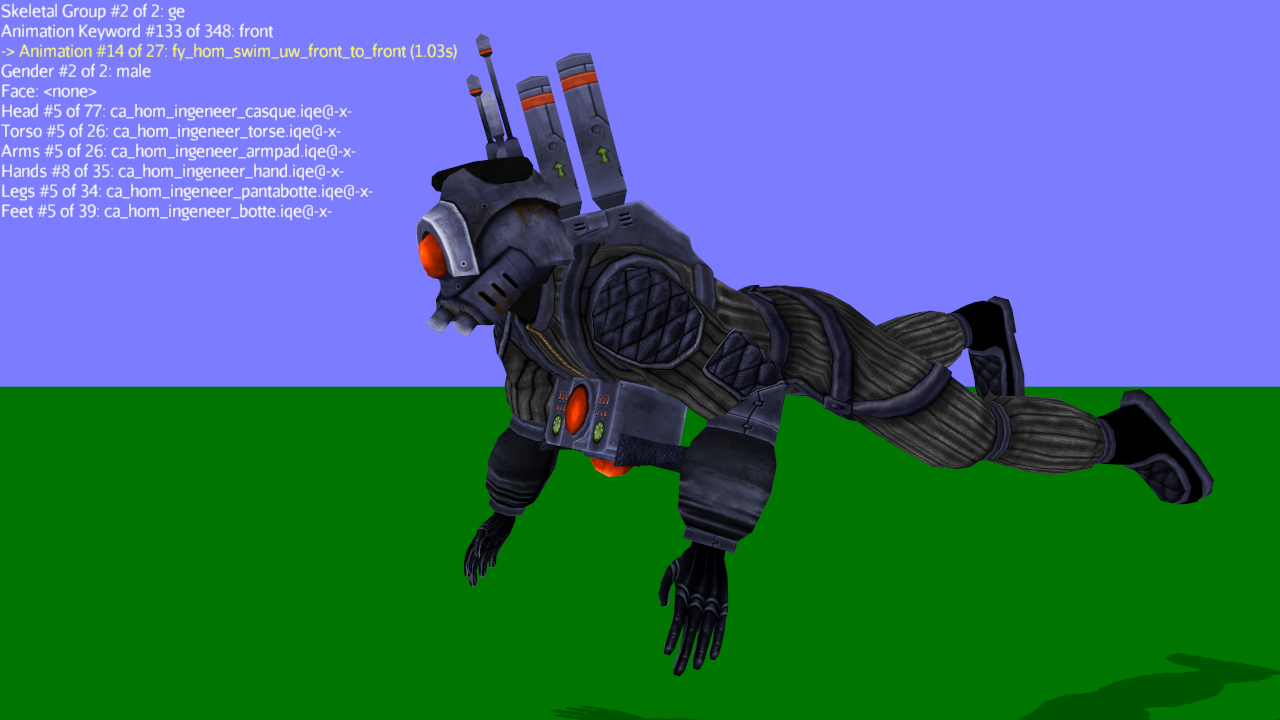 Skeletal Group #2 of 2: ge
Animation Keyword #133 of 348: front
-> Animation #14 of 27: fy_hom_swim_uw_front_to_front (1.03s)
Gender #2 of 2: male
Face: <none>
Head #5 of 77: ca_hom_ingeneer_casque.iqe@-x-
Torso #5 of 26: ca_hom_ingeneer_torse.iqe@-x-
Arms #5 of 26: ca_hom_ingeneer_armpad.iqe@-x-
Hands #8 of 35: ca_hom_ingeneer_hand.iqe@-x-
Legs #5 of 34: ca_hom_ingeneer_pantabotte.iqe@-x-
Feet #5 of 39: ca_hom_ingeneer_botte.iqe@-x-